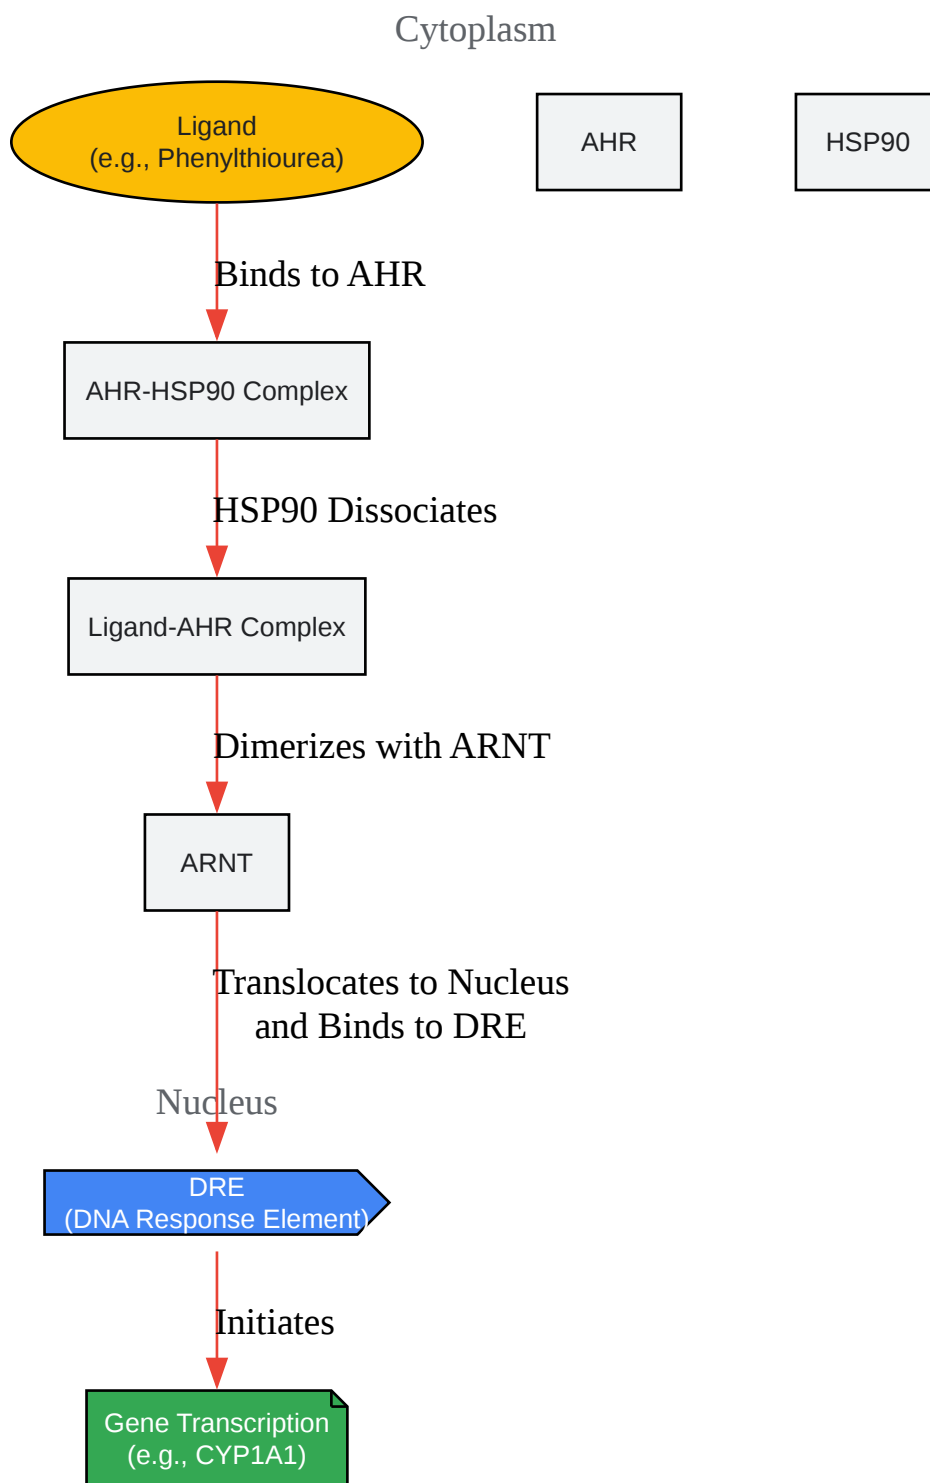 Cytoplasm
Ligand
(e.g., Phenylthiourea)
AHR
HSP90
Binds to AHR
AHR-HSP90 Complex
HSP90 Dissociates
Ligand-AHR Complex
Dimerizes with ARNT
ARNT
Translocates to Nucleus
and Binds to DRE
Nucleus
DRE
(DNA Response Element)
Initiates
Gene Transcription
(e.g., CYP1A1)